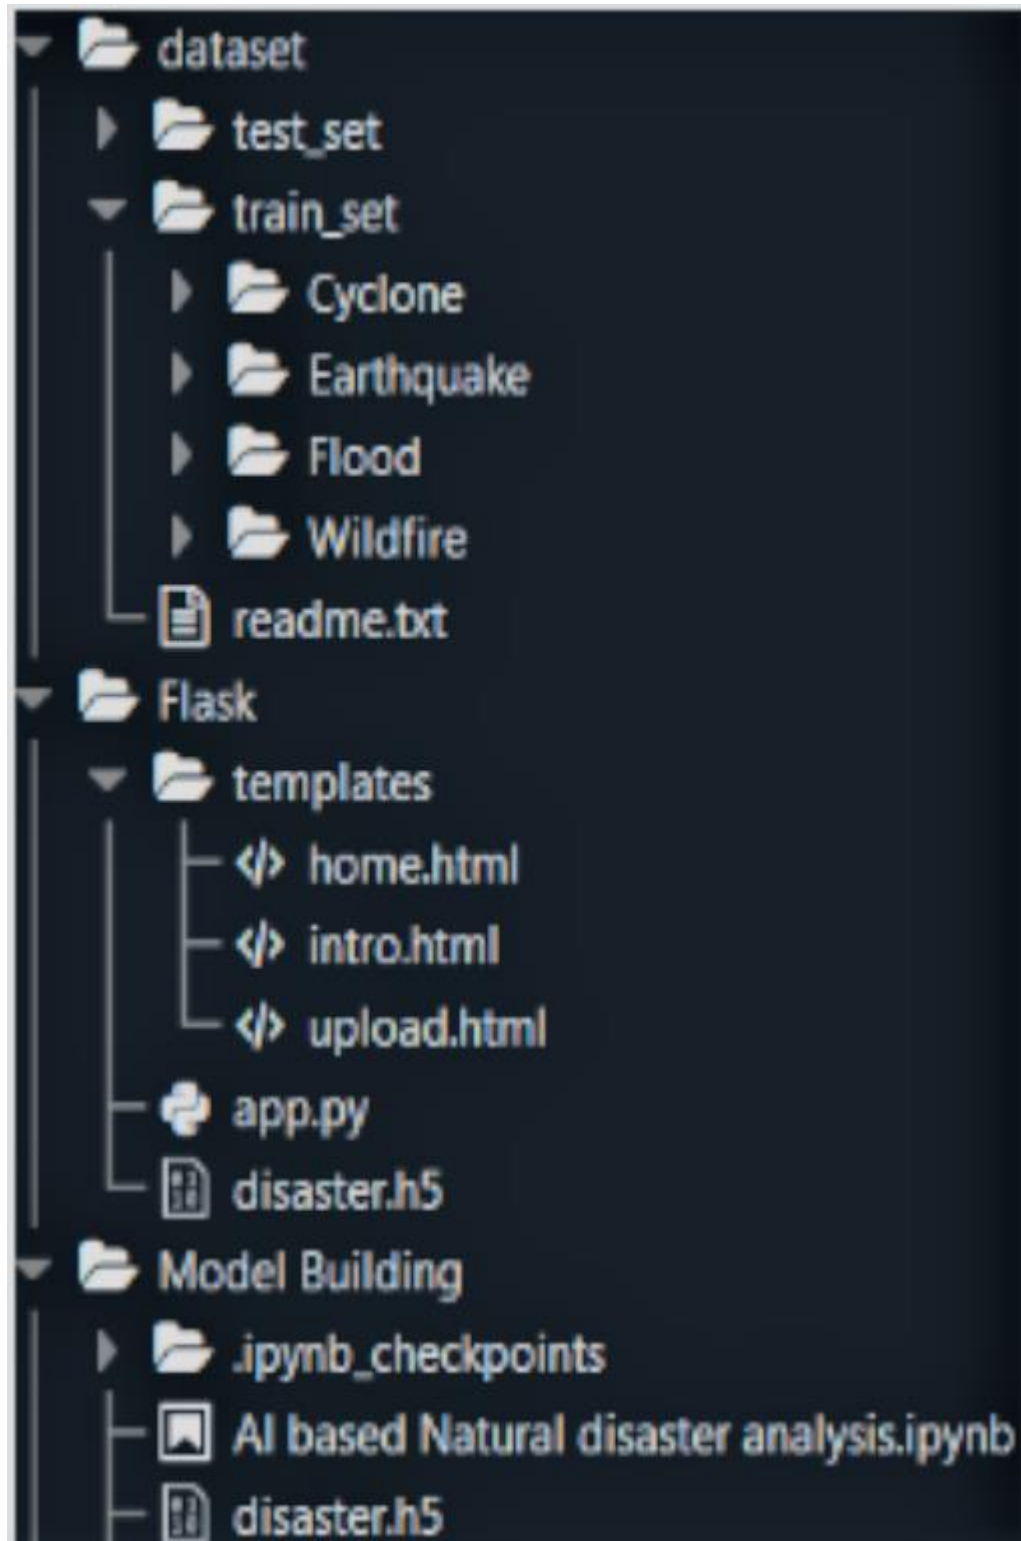 dataset
test_set
train_set
Cyclone
Earthquake
Flood
Wildfire
readme.txt
Flask
templates
home.html
intro.html
upload.html
app.py
disaster.h5
Model Building
.ipynb_checkpoints
AI based Natural disaster analysis.ipynb
disaster.h5